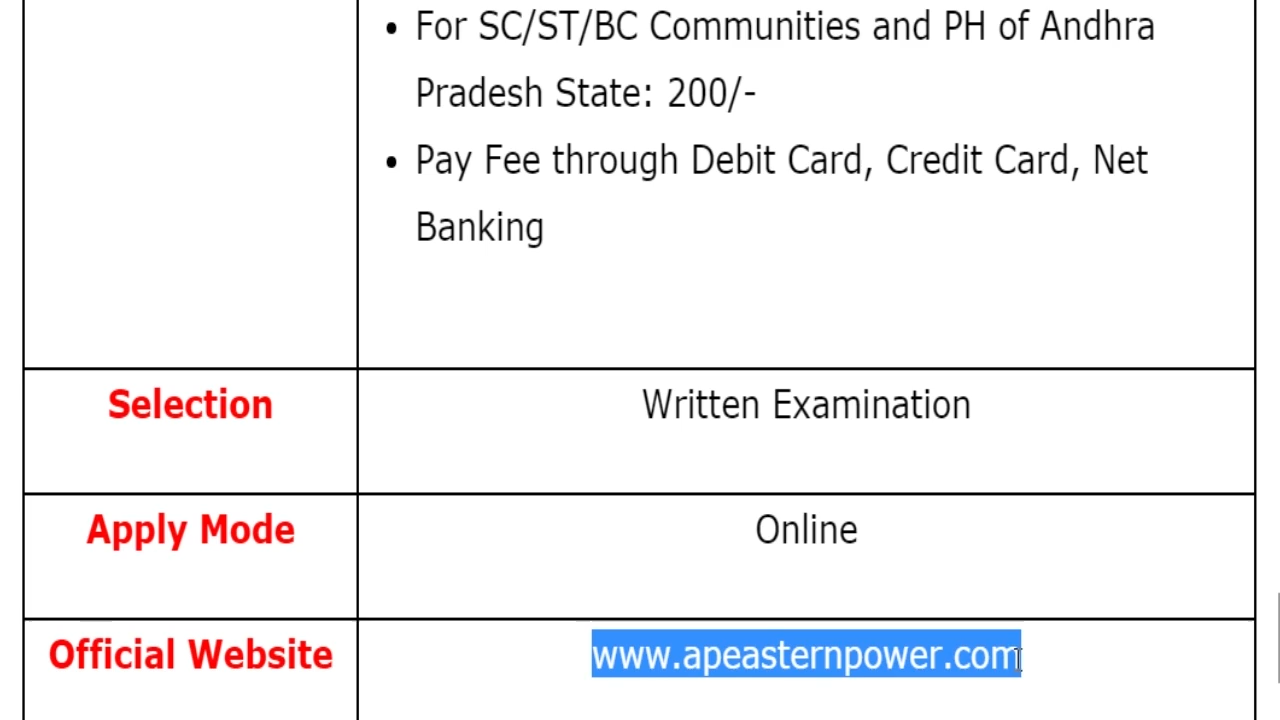 • For SC/ST/BC Communities and PH of Andhra
Pradesh State: 200/-
• Pay Fee through Debit Card, Credit Card, Net
Banking
Selection
Written Examination
Apply Mode
Online
Official Website
www.apeasternpower.com